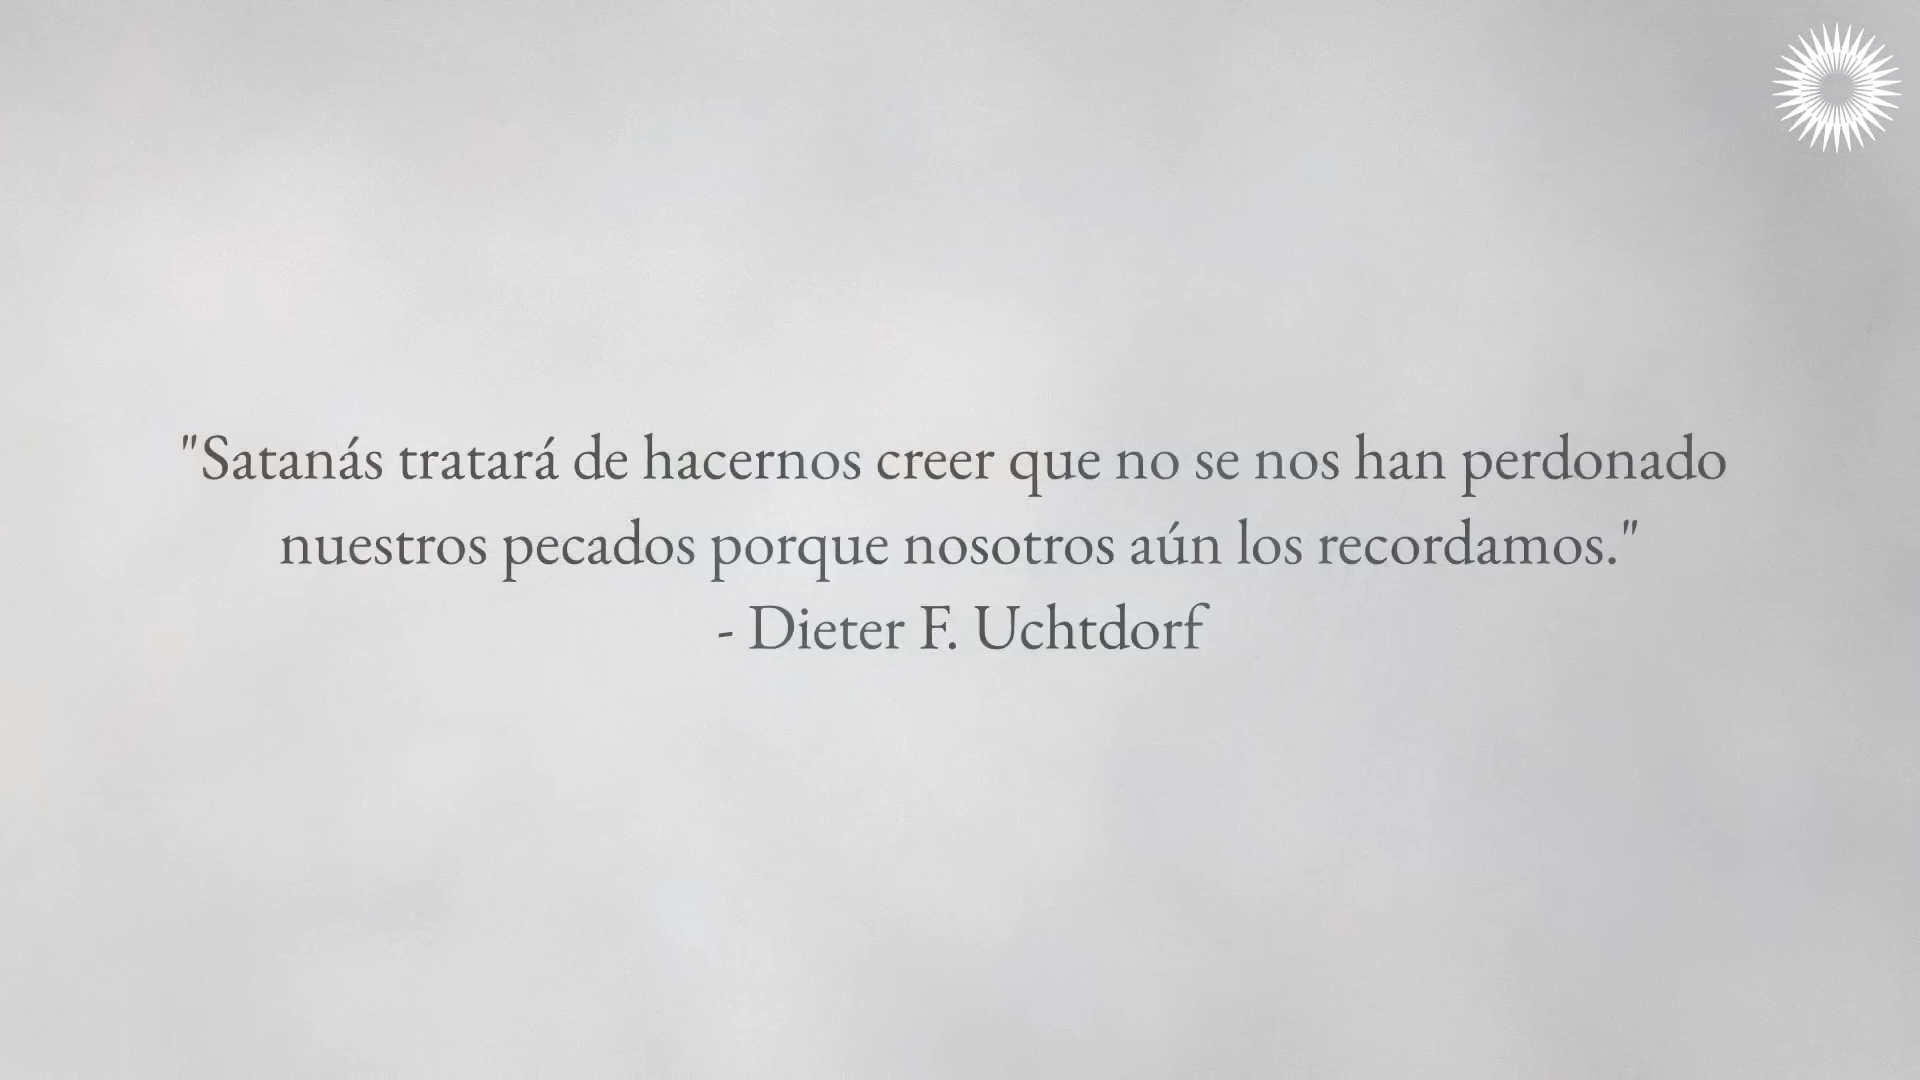 "Satanás tratará de hacernos creer que no se nos han perdonado
nuestros pecados porque nosotros aún los recordamos."
- Dieter F. Uchtdorf